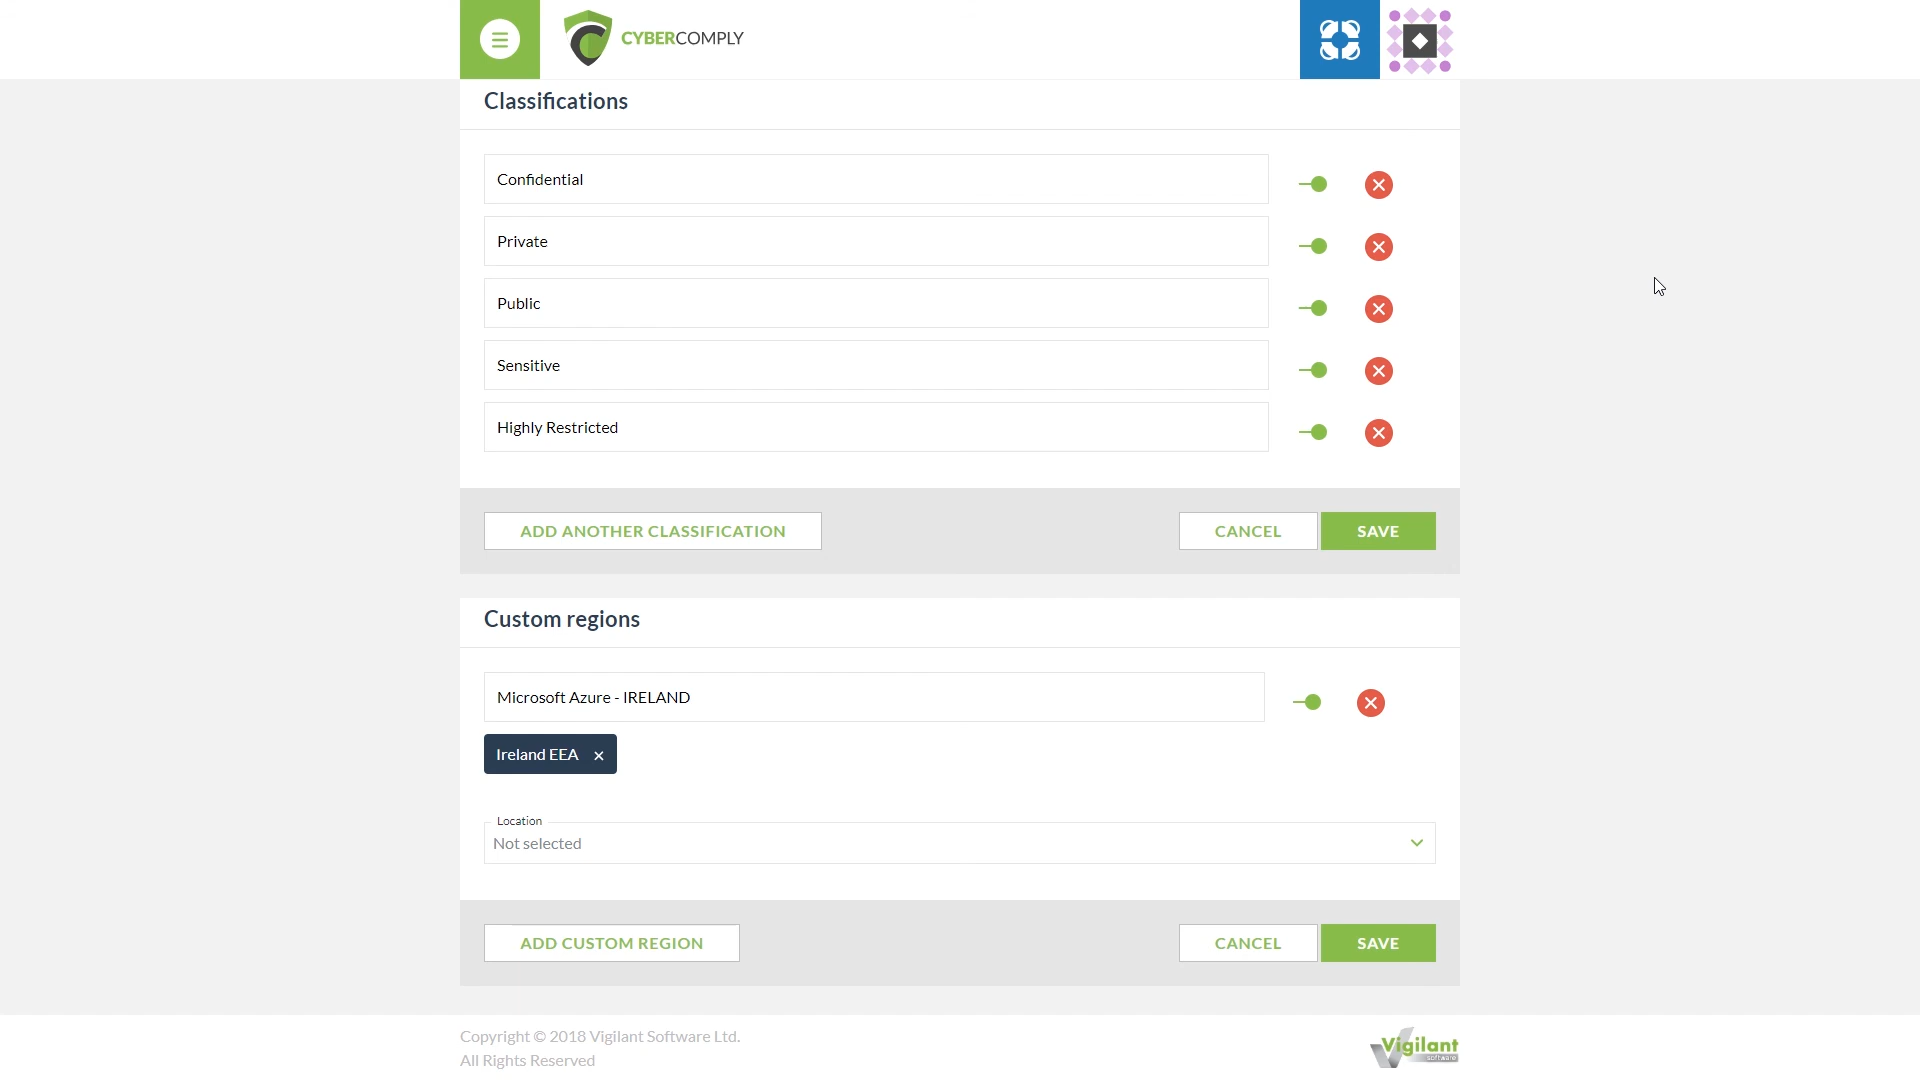 CYBERCOMPLY
Classifications
Confidential
Private
Public
Sensitive
Highly Restricted
ADD ANOTHER CLASSIFICATION
CANCEL
SAVE
Custom regions
Microsoft Azure - IRELAND
Ireland EEA
Location
Not selected
ADD CUSTOM REGION
CANCEL
SAVE
Copyright © 2018 Vigilant Software Ltd.
All Rights Reserved
Vigilant
software